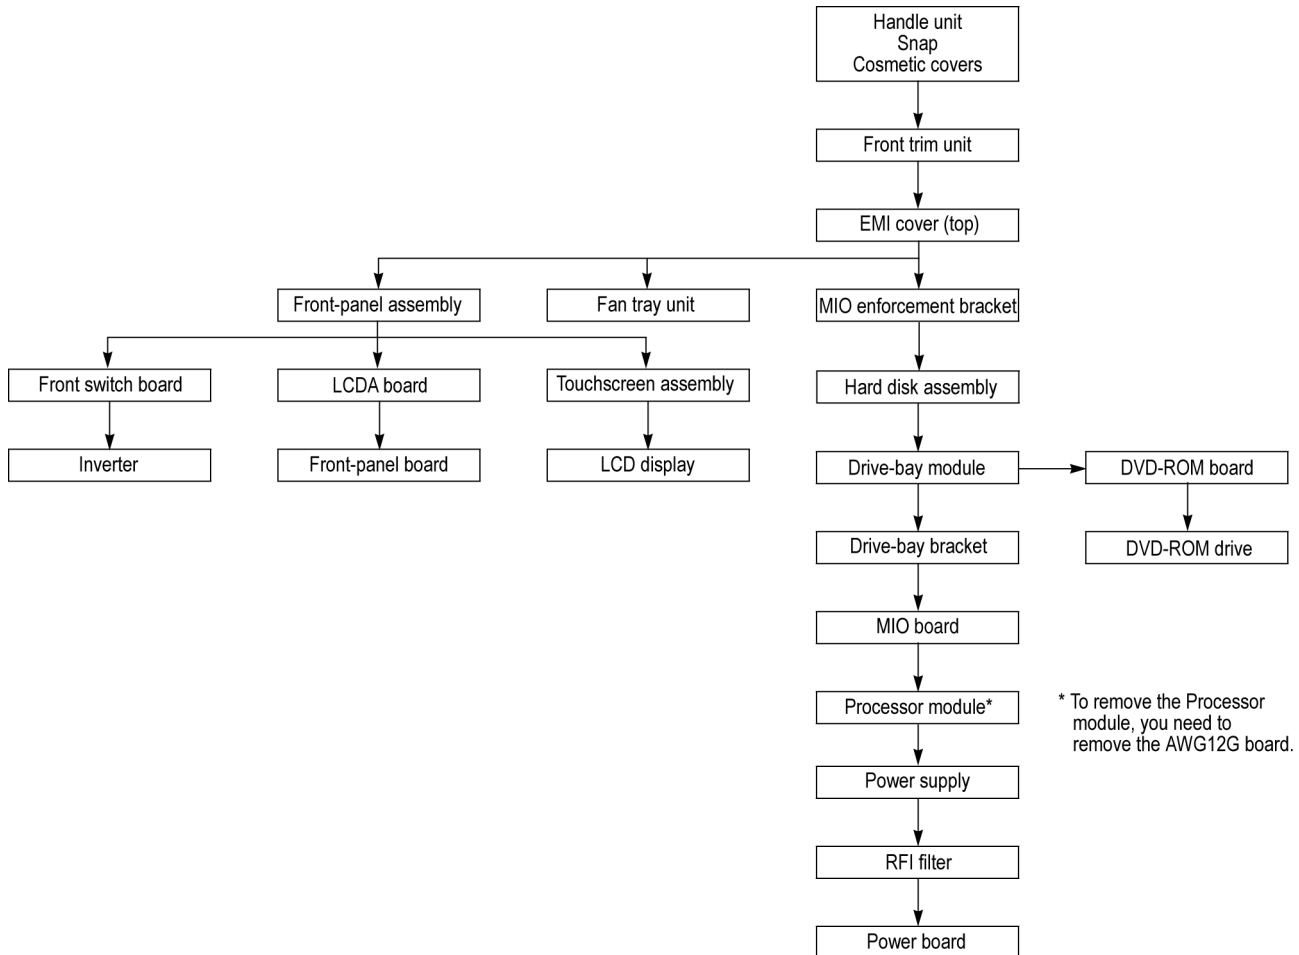 Handle unit
Snap
Cosmetic covers
Front trim unit
EMI cover (top)
Front-panel assembly
Fan tray unit
MIO enforcement bracket
Front switch board
LCDA board
Touchscreen assembly
Hard disk assembly
Inverter
Front-panel board
LCD display
Drive-bay module
DVD-ROM board
Drive-bay bracket
DVD-ROM drive
MIO board
Processor module*
* To remove the Processor
module, you need to
remove the AWG12G board.
Power supply
RFI filter
Power board